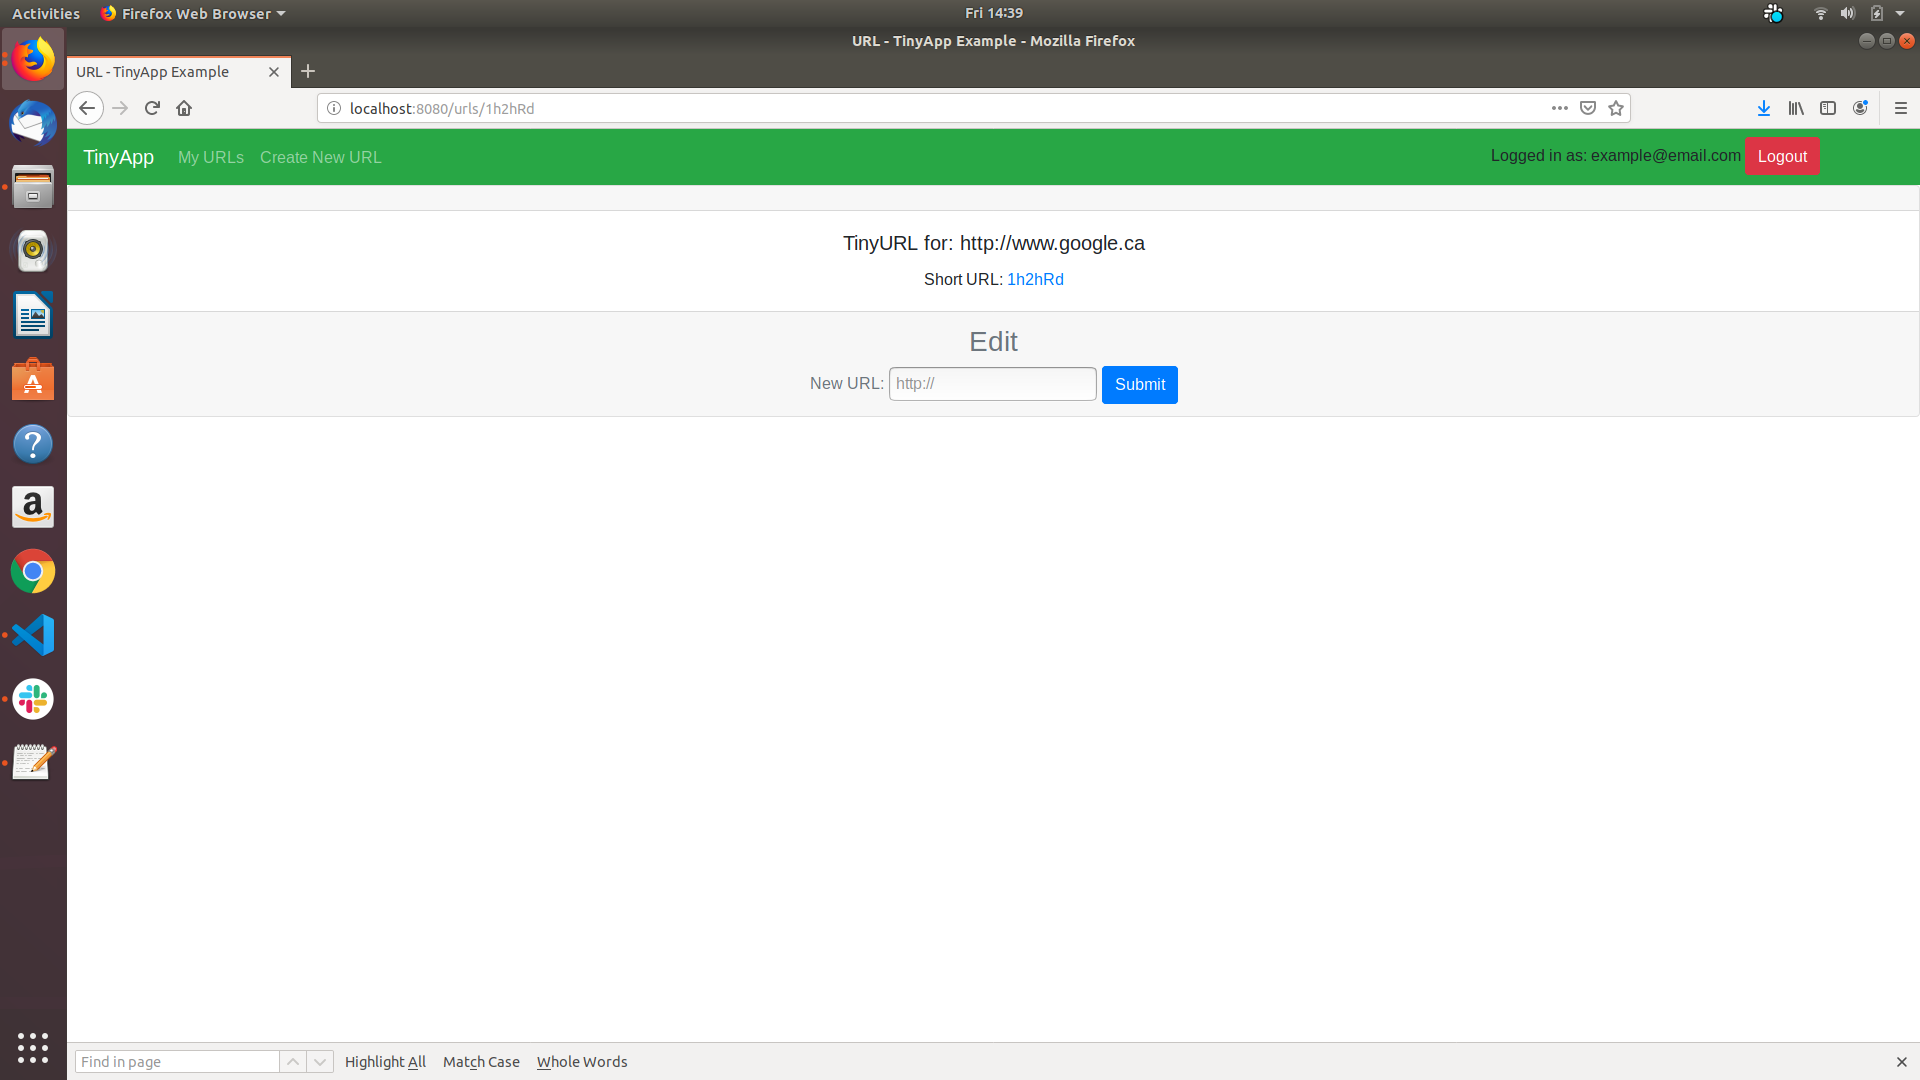 Activities
Firefox Web Browser
Fri 14:39
URL - TinyApp Example - Mozilla Firefox
URL - TinyApp Example
localhost:8080/urls/1h2hRd
TinyApp
My URLs
Create New URL
Logged in as: example@email.com
Logout
TinyURL for: http://www.google.ca
Short URL: 1h2hRd
Edit
New URL:
http://
Submit
Find in page
Highlight All
Match Case
Whole Words